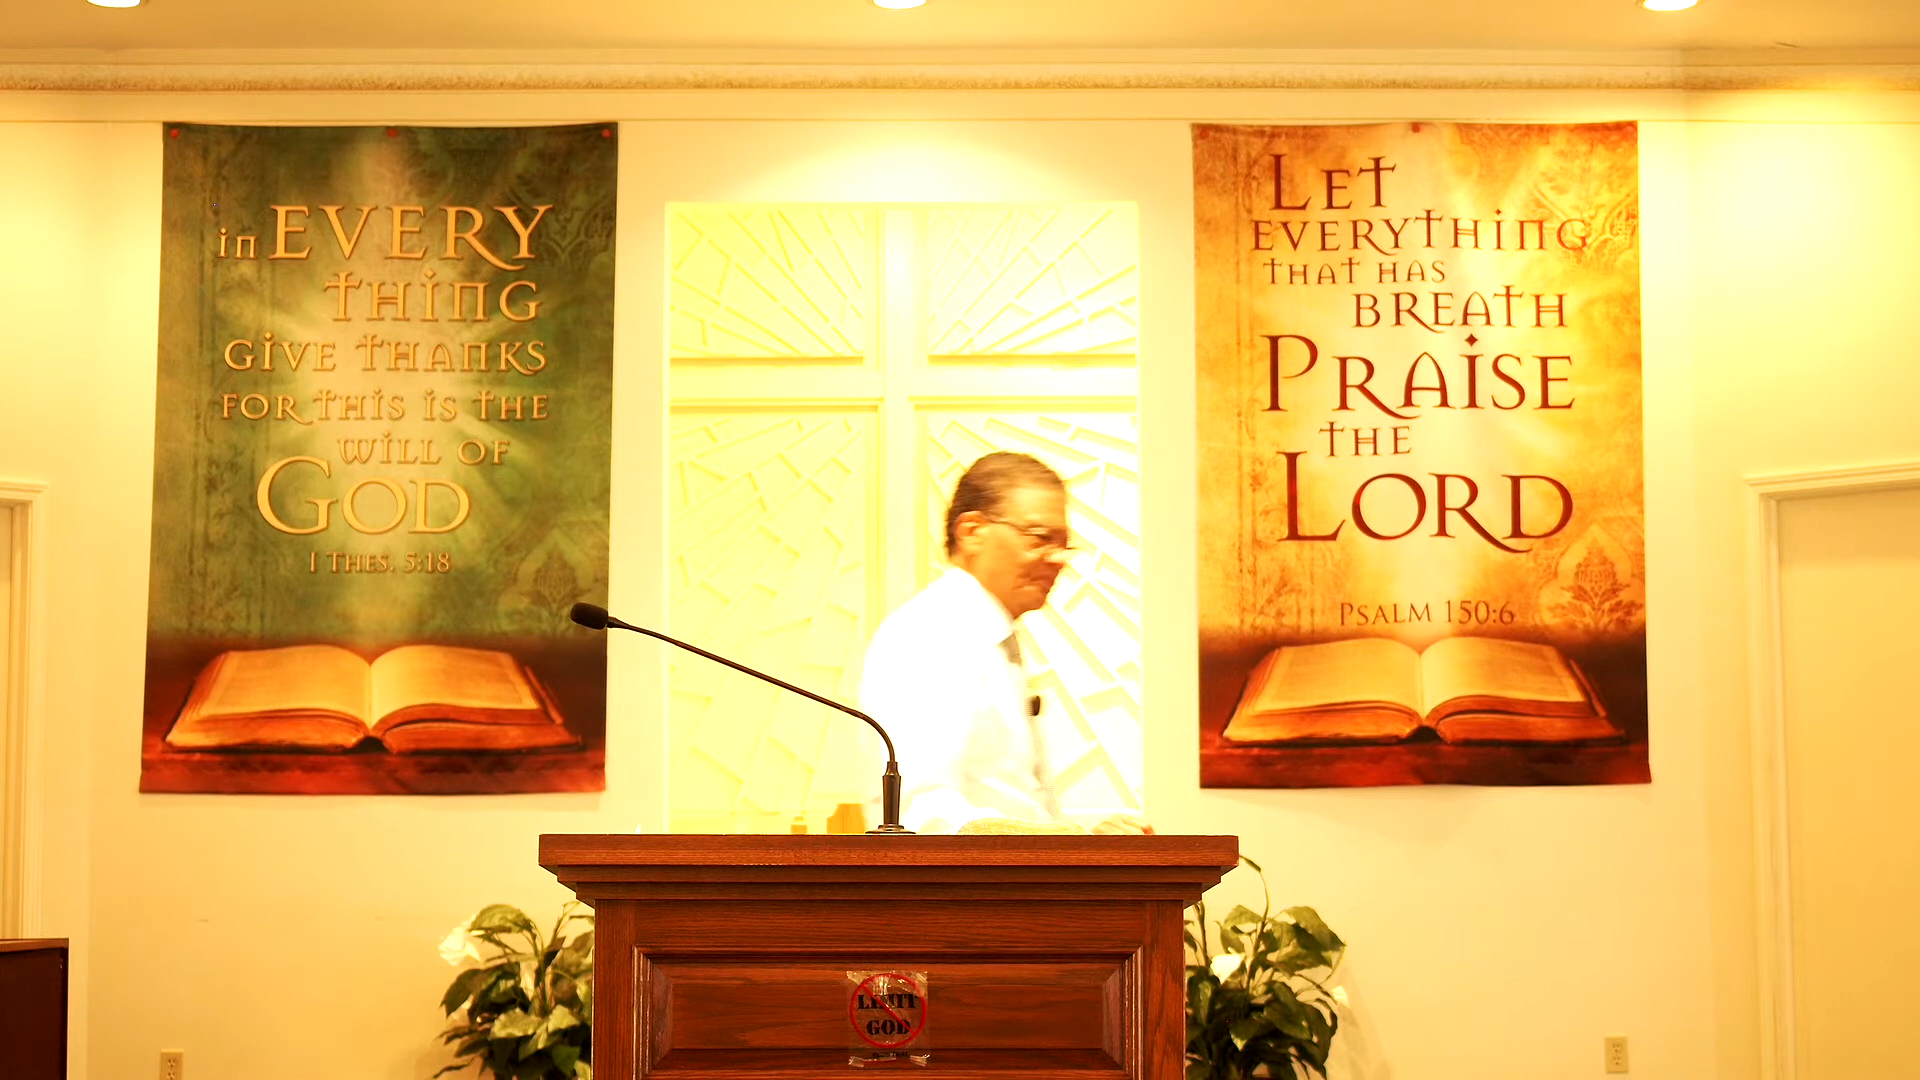 in EVERY
THING
GIVE THANKS
FOR THIS IS THE
WILL OF
GOD
I THES. 5:18
LET
EVERYTHING
THAT HAS
BREATH
PRAISE
THE
LORD
PSALM 150:6
LIMIT
GOD